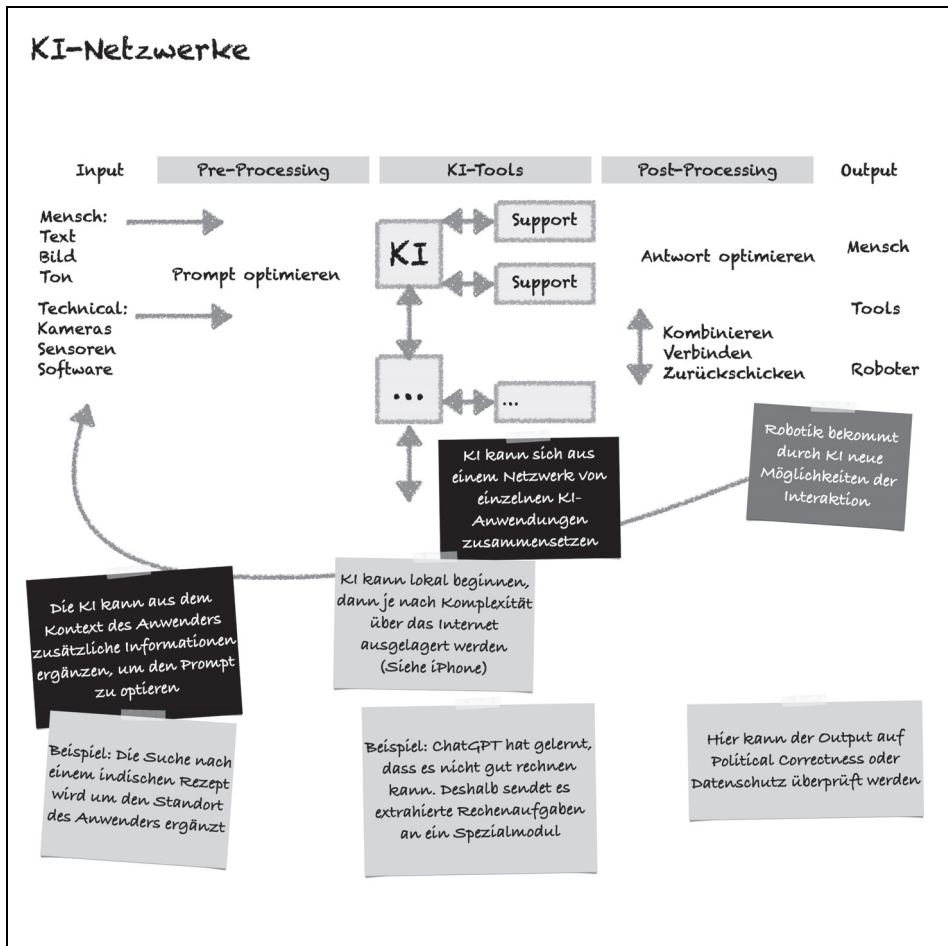 KI-Netzwerke
Input
Pre-Processing
KI-Tools
Post-Processing
Output
Mensch:
Text
Bild
Ton
Technical:
Kameras
Sensoren
Software
Prompt optimieren
KI
Support
Support
...
...
Antwort optimieren
Kombinieren
Verbinden
Zurückschicken
Mensch
Tools
Roboter
KI kann sich aus
einem Netzwerk von
einzelnen KI-
Anwendungen
zusammensetzen
Robotik bekommt
durch KI neue
Möglichkeiten der
Interaktion
Die KI kann aus dem
Kontext des Anwenders
zusätzliche Informationen
ergänzen, um den Prompt
zu optieren
KI kann lokal beginnen,
dann je nach Komplexität
über das Internet
ausgelagert werden
(Siehe iPhone)
Beispiel: Die Suche nach
einem indischen Rezept
wird um den Standort
des Anwenders ergänzt
Beispiel: ChatGPT hat gelernt,
dass es nicht gut rechnen
kann. Deshalb sendet es
extrahierte Rechenaufgaben
an ein Spezialmodul
Hier kann der Output auf
Political Correctness oder
Datenschutz überprüft werden